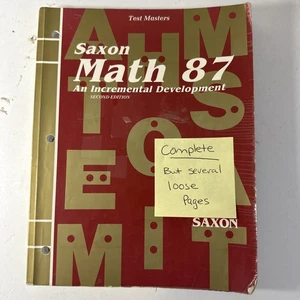 Test Masters
Saxon
Math 87
An Incremental Development
SECOND EDITION
Complete
But several
loose
Pages
SAXON